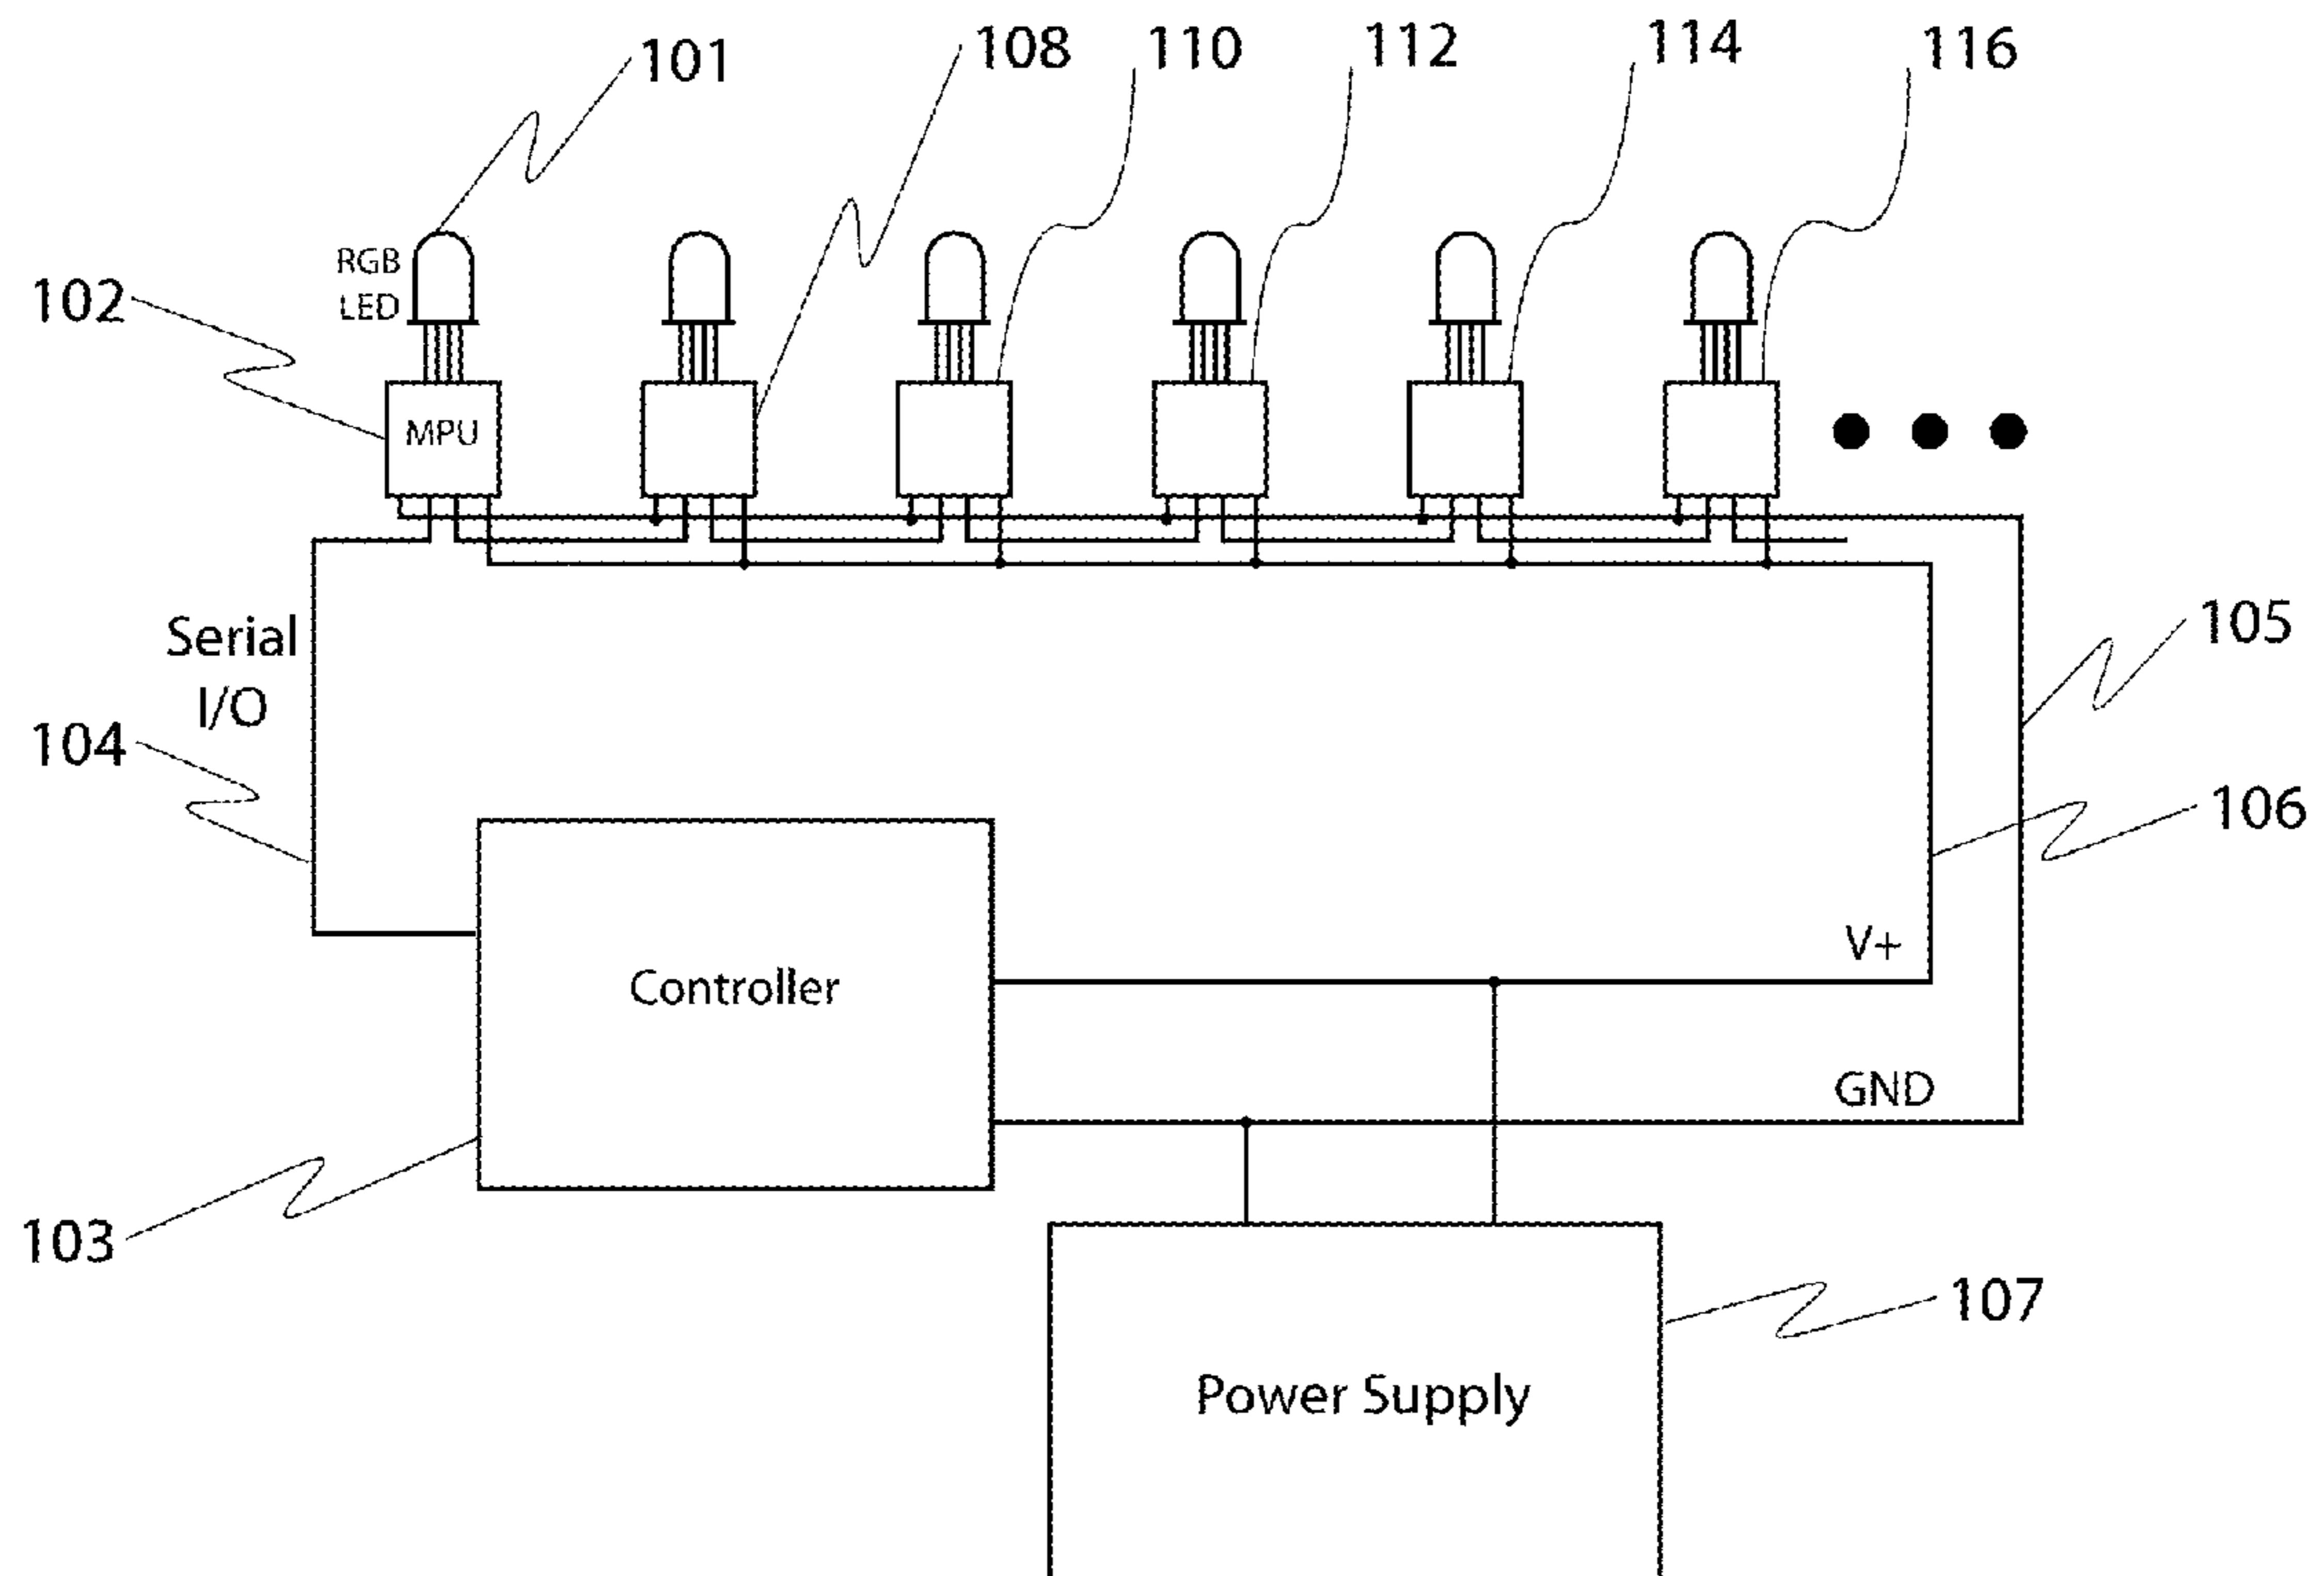 101
108
110
112
114
116
RGB
LED
102
MPU
Serial
I/O
105
104
106
V+
Controller
GND
103
107
Power Supply